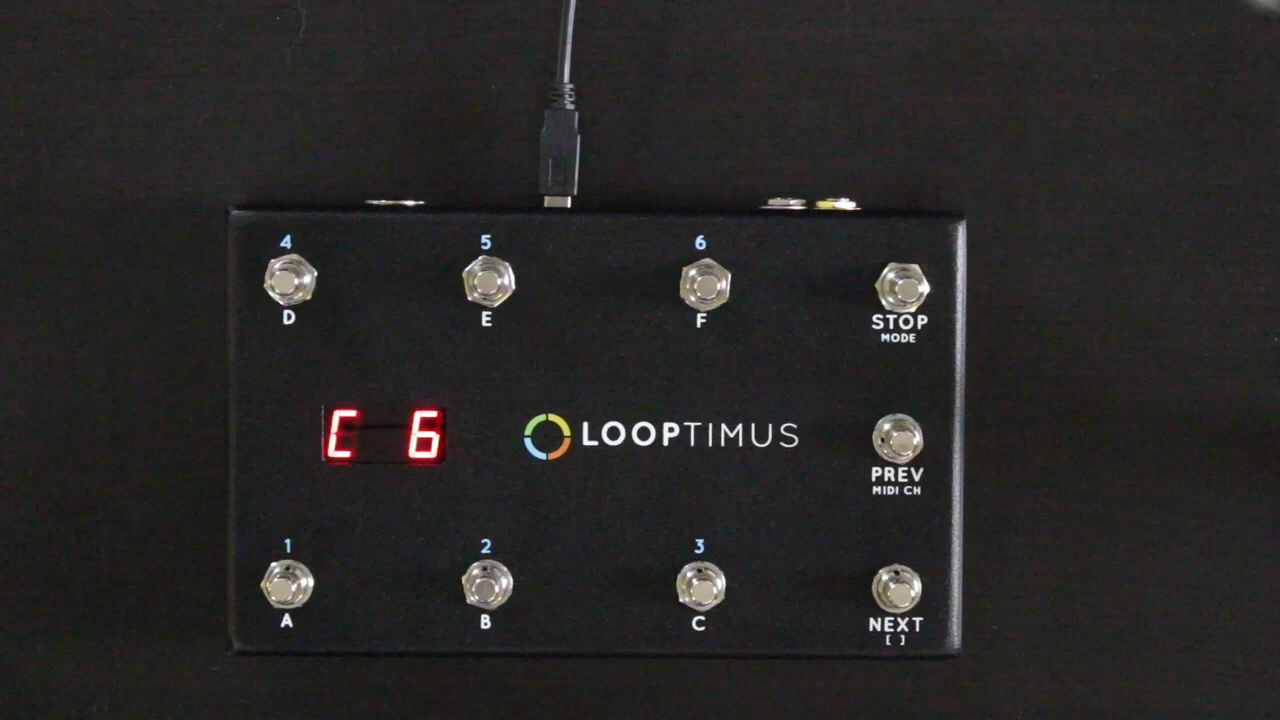 4 5 6
D E F STOP
MODE
C 6 LOOPTIMUS
PREV
MIDI CH
1 2 3
A B C NEXT
[ ]